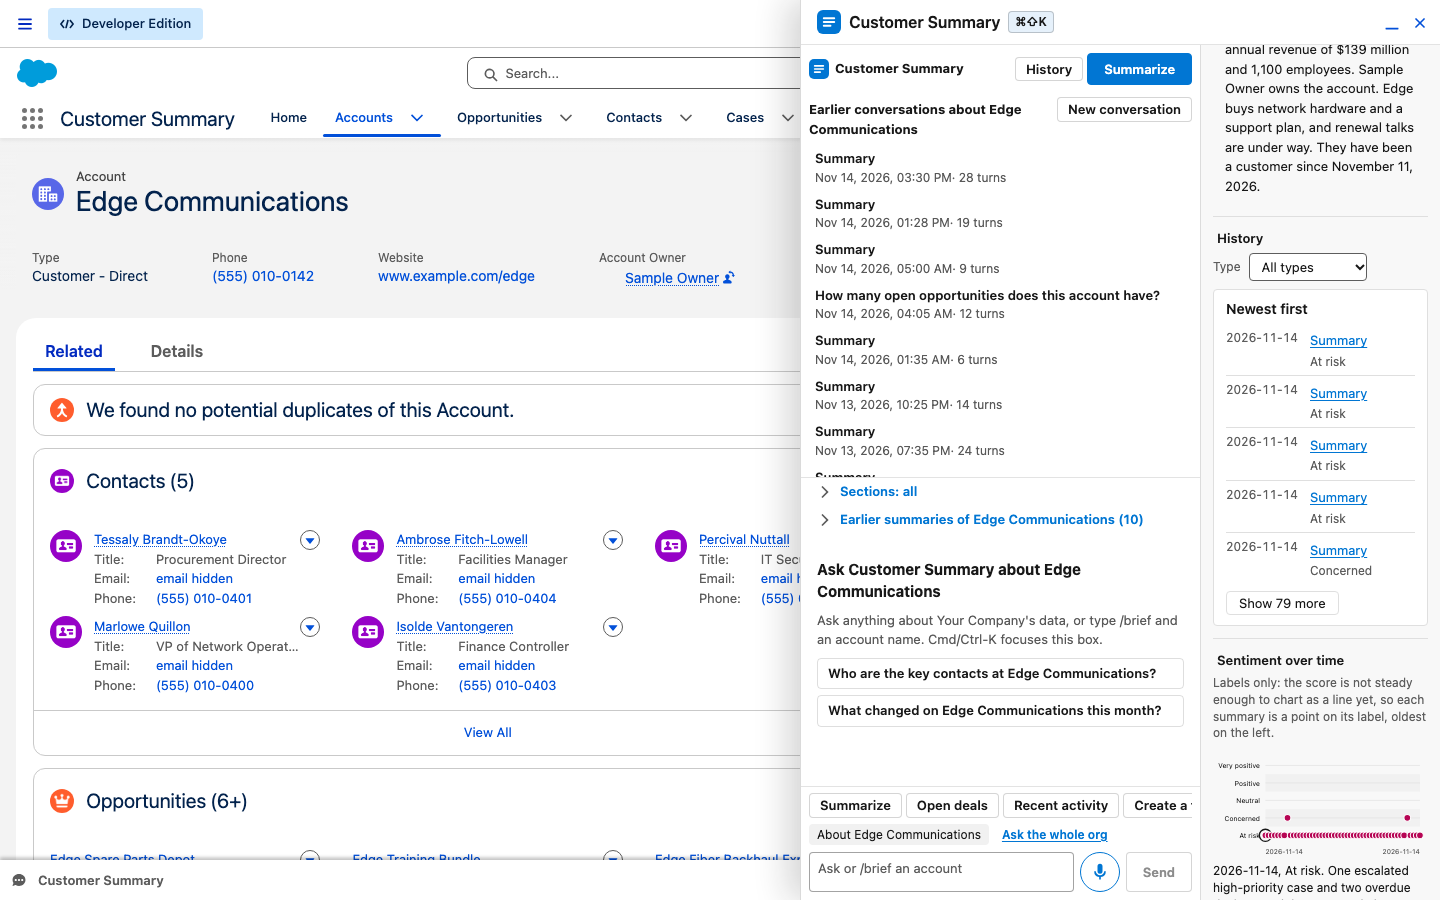 Developer Edition
Search...
Customer Summary
Home
Accounts
Opportunities
Contacts
Cases
Account
Edge Communications
Type
Customer - Direct
Phone
(555) 010-0142
Website
www.example.com/edge
Account Owner
Sample Owner
Related
Details
We found no potential duplicates of this Account.
Contacts (5)
Tessaly Brandt-Okoye
Title: Procurement Director
Email: email hidden
Phone: (555) 010-0401
Ambrose Fitch-Lowell
Title: Facilities Manager
Email: email hidden
Phone: (555) 010-0404
Percival Nuttall
Title: IT
Email: email
Phone: (555)
Marlowe Quillon
Title: VP of Network Operat...
Email: email hidden
Phone: (555) 010-0400
Isolde Vantongeren
Title: Finance Controller
Email: email hidden
Phone: (555) 010-0403
View All
Opportunities (6+)
Edge Spare Parts Depot
Edge Training Bundle
Edge Fiber Backhaul
Customer Summary
Customer Summary ⌘⇧K
Customer Summary
History
Summarize
Earlier conversations about Edge
Communications
New conversation
Summary
Nov 14, 2026, 03:30 PM· 28 turns
Summary
Nov 14, 2026, 01:28 PM· 19 turns
Summary
Nov 14, 2026, 05:00 AM· 9 turns
How many open opportunities does this account have?
Nov 14, 2026, 04:05 AM· 12 turns
Summary
Nov 14, 2026, 01:35 AM· 6 turns
Summary
Nov 13, 2026, 10:25 PM· 14 turns
Summary
Nov 13, 2026, 07:35 PM· 24 turns
Summary
Sections: all
Earlier summaries of Edge Communications (10)
Ask Customer Summary about Edge
Communications
Ask anything about Your Company's data, or type /brief and
an account name. Cmd/Ctrl-K focuses this box.
Who are the key contacts at Edge Communications?
What changed on Edge Communications this month?
Summarize
Open deals
Recent activity
Create a
About Edge Communications
Ask the whole org
Ask or /brief an account
Send
annual revenue of $139 million
and 1,100 employees. Sample
Owner owns the account. Edge
buys network hardware and a
support plan, and renewal talks
are under way. They have been
a customer since November 11,
2026.
History
Type
All types
Newest first
2026-11-14 Summary
At risk
2026-11-14 Summary
At risk
2026-11-14 Summary
At risk
2026-11-14 Summary
At risk
2026-11-14 Summary
Concerned
Show 79 more
Sentiment over time
Labels only: the score is not steady
enough to chart as a line yet, so each
summary is a point on its label, oldest
on the left.
Very positive
Positive
Neutral
Concerned
At risk
2026-11-14
2026-11-14
2026-11-14, At risk. One escalated
high-priority case and two overdue